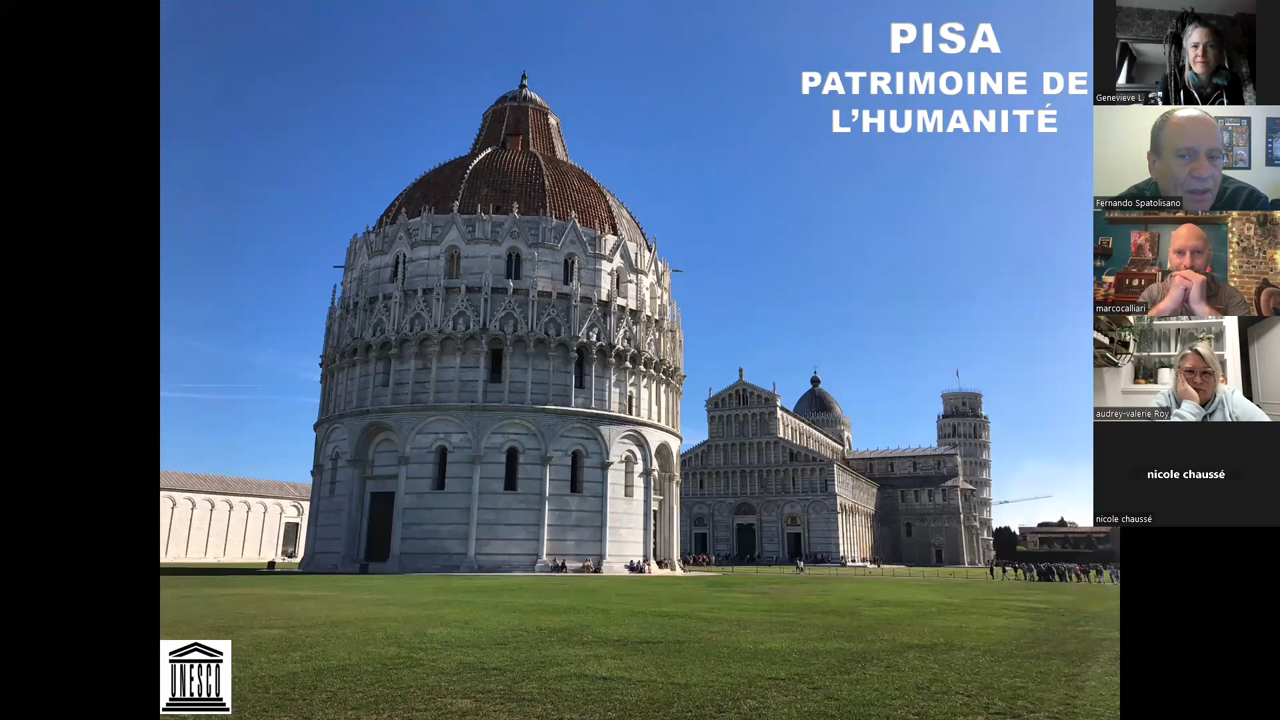 PISA
PATRIMOINE DE
L’HUMANITÉ
UNESCO
Genevieve L.
Fernando Spatolisano
marcocalliari
audrey-valerie Roy
nicole chaussé
nicole chaussé